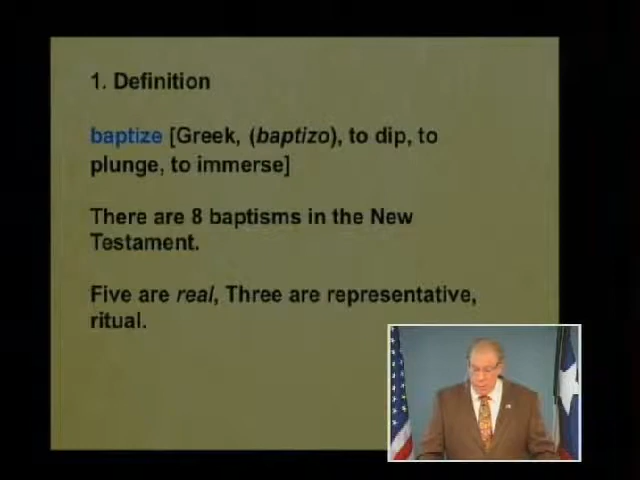 1. Definition
baptize [Greek, (baptizo), to dip, to
plunge, to immerse]
There are 8 baptisms in the New
Testament.
Five are real, Three are representative,
ritual.